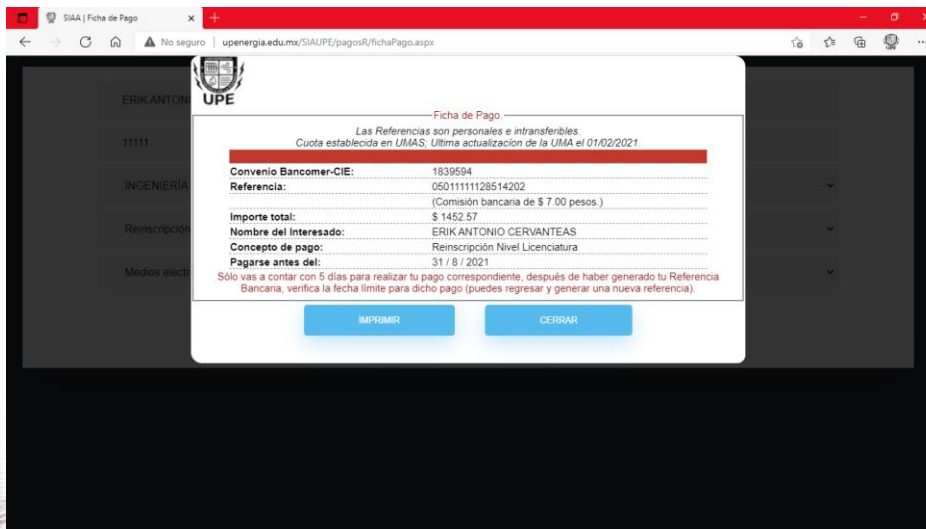 SIAA | Ficha de Pago
No seguro | upenergia.edu.mx/SIAUPE/pagosR/fichaPago.aspx
UPE
ERIK ANTONI
11111
INGENIERÍA
Reinscripción
Medios elect
Ficha de Pago.
Las Referencias son personales e intransferibles.
Cuota establecida en UMAS; Ultima actualizacíon de la UMA el 01/02/2021.
Convenio Bancomer-CIE: 1839594
Referencia: 05011111128514202
(Comisión bancaria de $ 7.00 pesos.)
Importe total: $ 1452.57
Nombre del Interesado: ERIK ANTONIO CERVANTEAS
Concepto de pago: Reinscripción Nivel Licenciatura
Pagarse antes del: 31 / 8 / 2021
Sólo vas a contar con 5 días para realizar tu pago correspondiente, después de haber generado tu Referencia
Bancaria, verifica la fecha límite para dicho pago (puedes regresar y generar una nueva referencia).
IMPRIMIR CERRAR